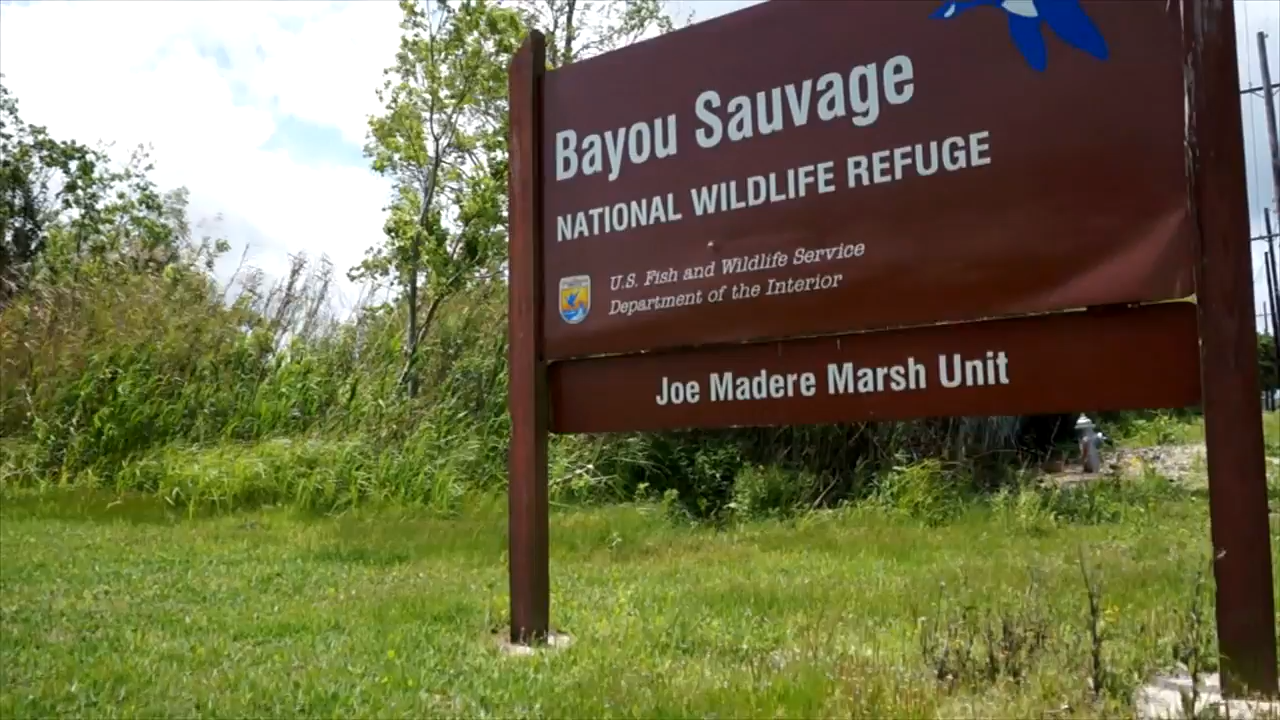 Bayou Sauvage
NATIONAL WILDLIFE REFUGE
U.S. Fish and Wildlife Service
Department of the Interior
Joe Madere Marsh Unit